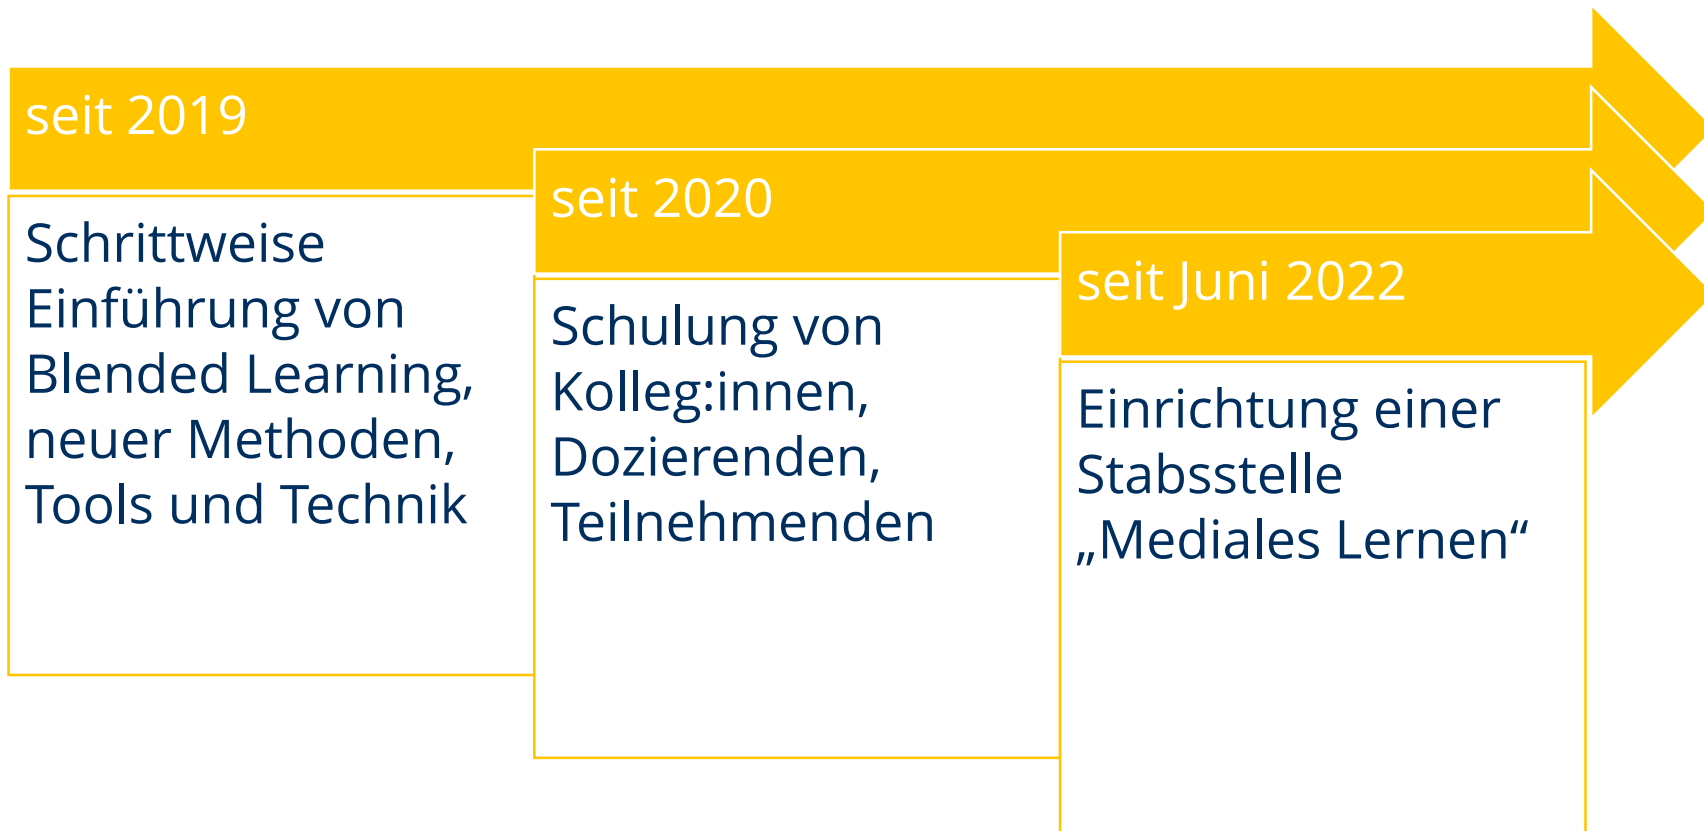 seit 2019
Schrittweise
Einführung von
Blended Learning,
neuer Methoden,
Tools und Technik
seit 2020
Schulung von
Kolleg:innen,
Dozierenden,
Teilnehmenden
seit Juni 2022
Einrichtung einer
Stabsstelle
„Mediales Lernen“